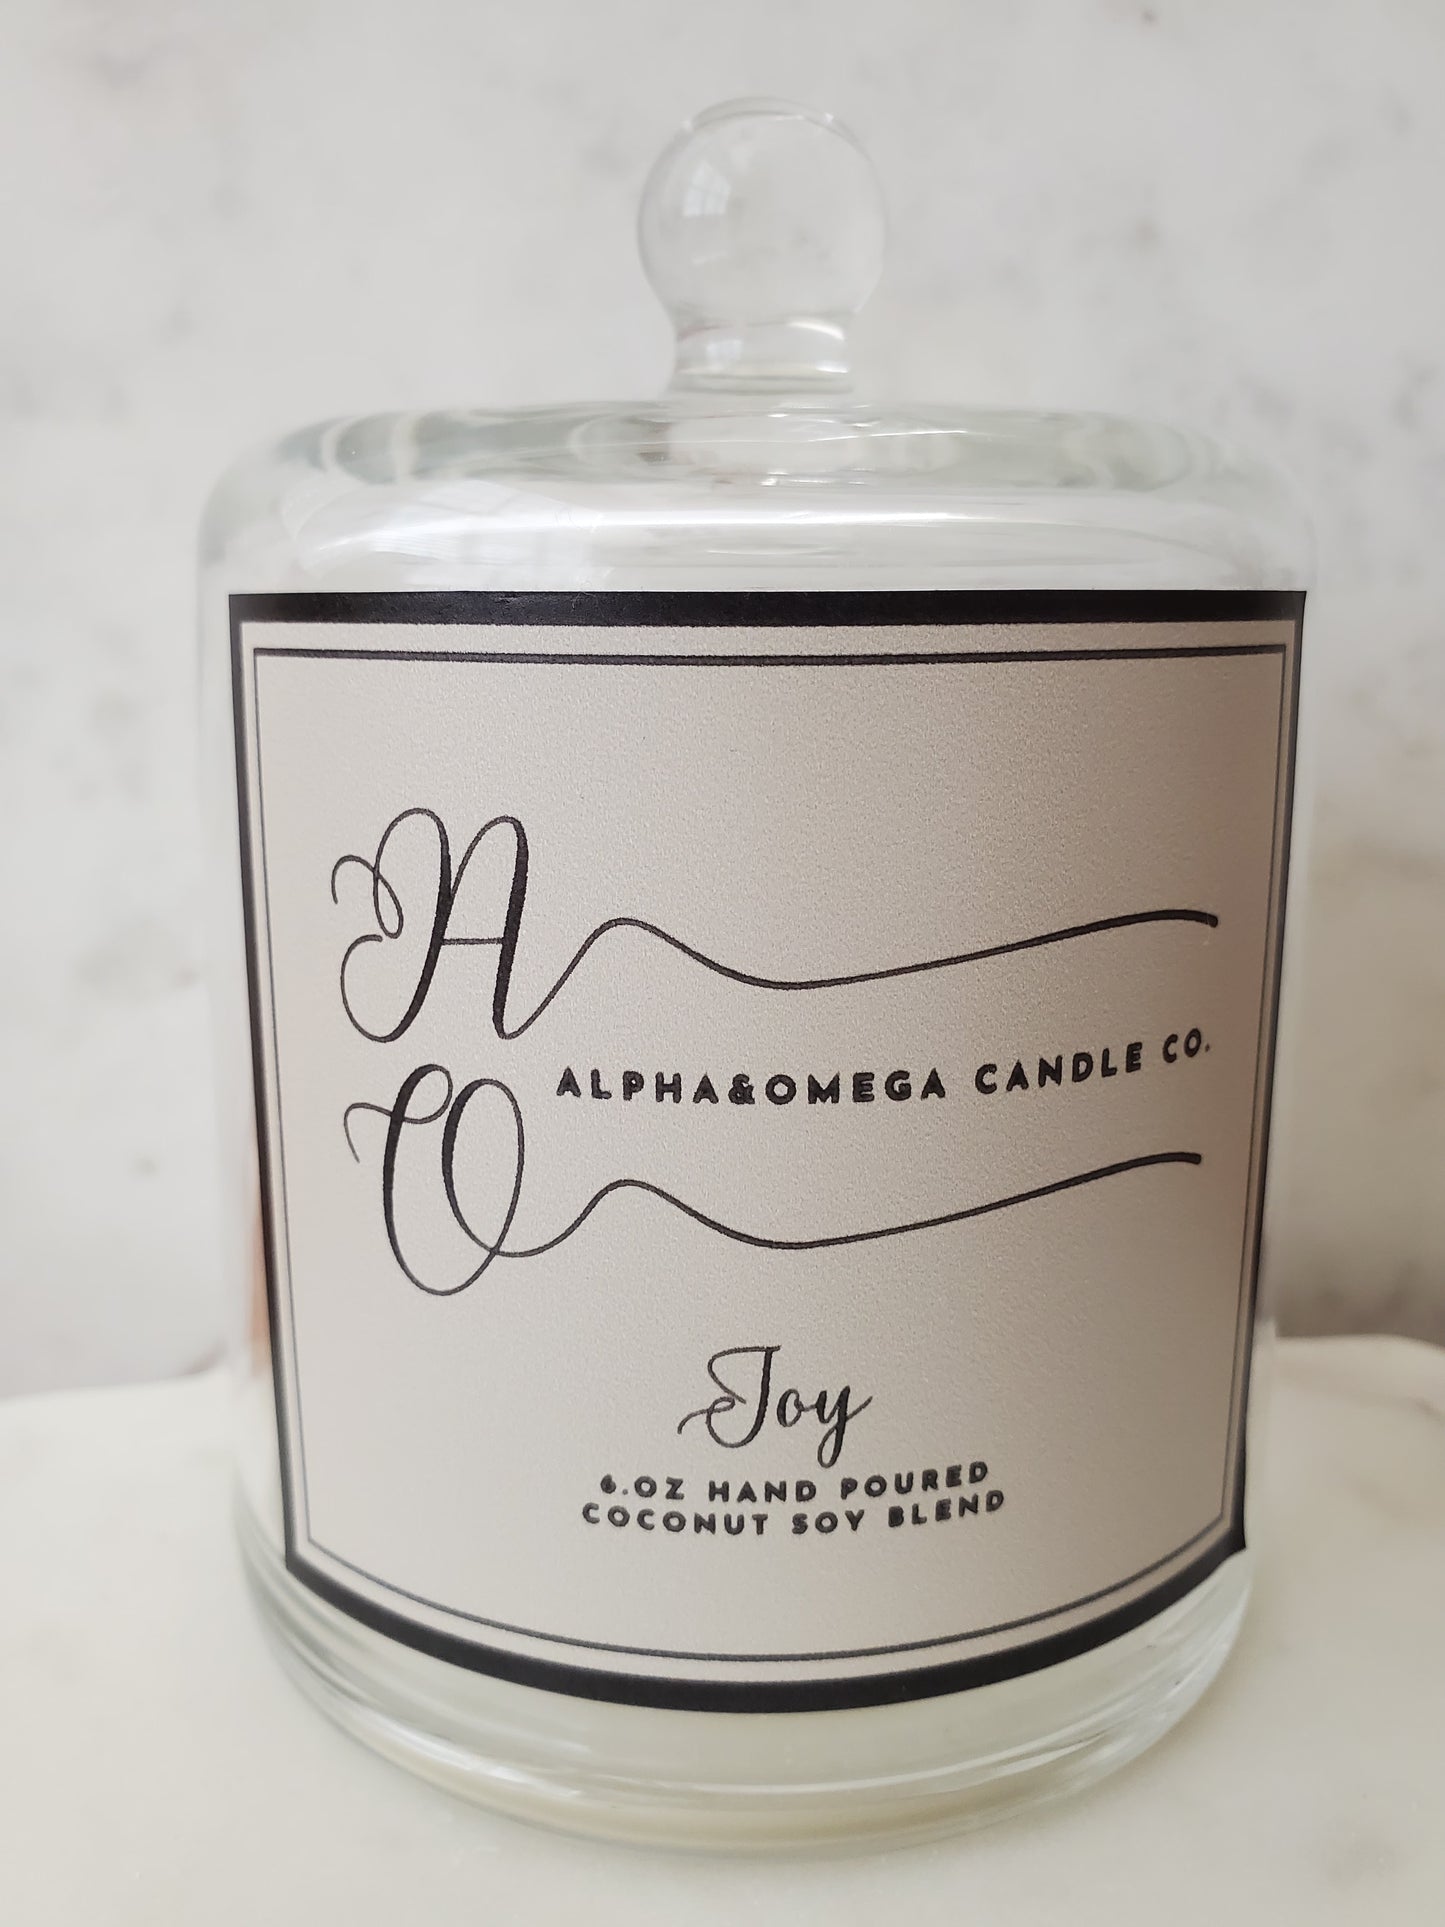 A
ALPHA&OMEGA CANDLE CO.
O
Joy
6.OZ HAND POURED
COCONUT SOY BLEND